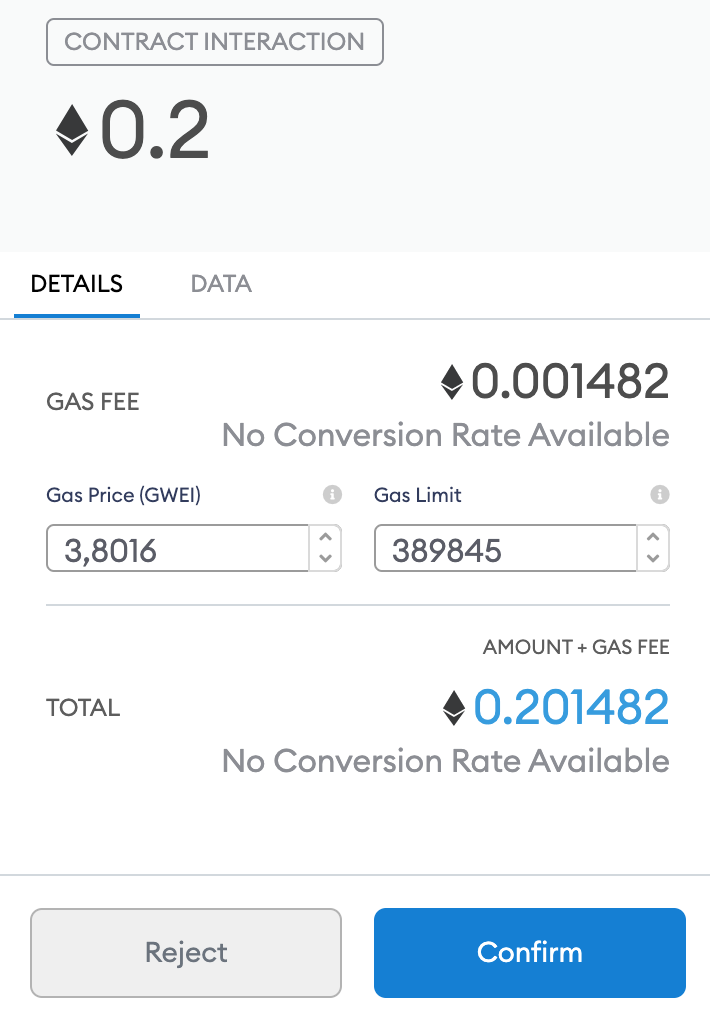 CONTRACT INTERACTION
0.2
DETAILS DATA
GAS FEE
0.001482
No Conversion Rate Available
Gas Price (GWEI) Gas Limit
3,8016 389845
AMOUNT + GAS FEE
TOTAL
0.201482
No Conversion Rate Available
Reject Confirm